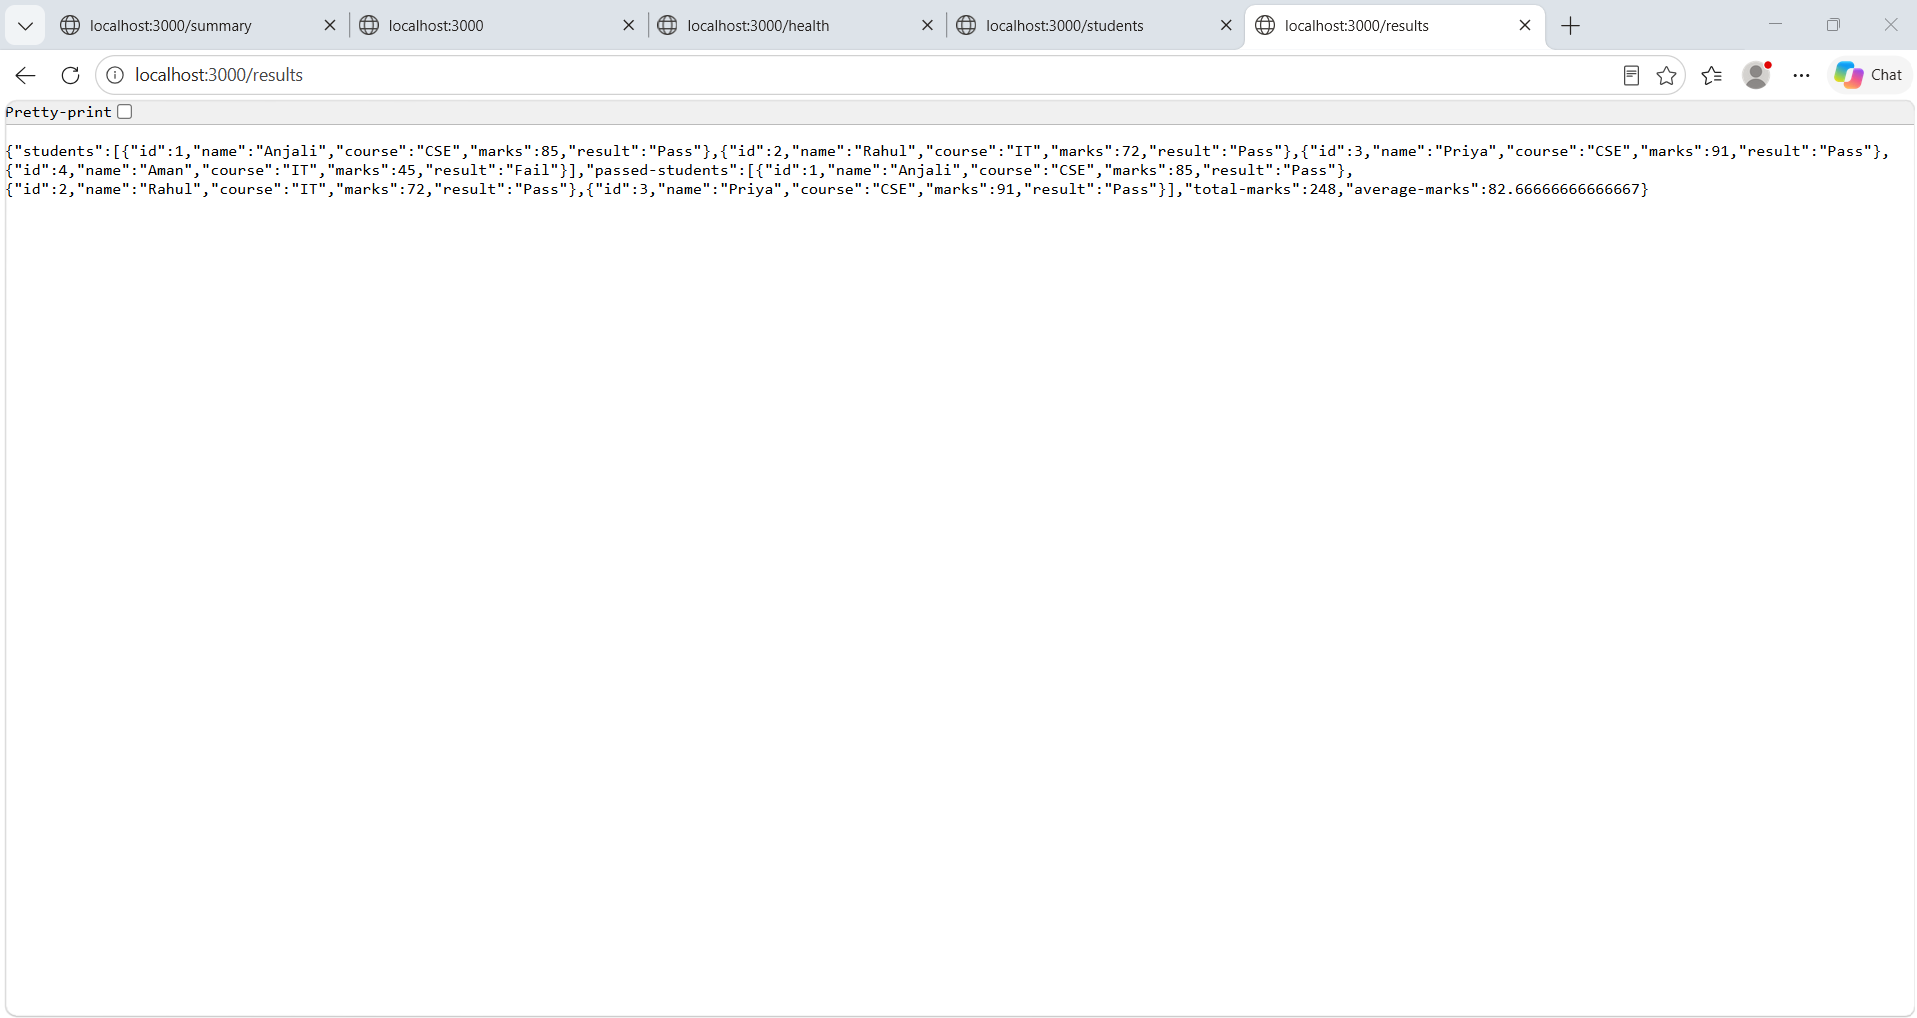 localhost:3000/summary localhost:3000 localhost:3000/health localhost:3000/students localhost:3000/results
localhost:3000/results Chat
Pretty-print
{"students":[{"id":1,"name":"Anjali","course":"CSE","marks":85,"result":"Pass"},{"id":2,"name":"Rahul","course":"IT","marks":72,"result":"Pass"},{"id":3,"name":"Priya","course":"CSE","marks":91,"result":"Pass"},
{"id":4,"name":"Aman","course":"IT","marks":45,"result":"Fail"}],"passed-students":[{"id":1,"name":"Anjali","course":"CSE","marks":85,"result":"Pass"},
{"id":2,"name":"Rahul","course":"IT","marks":72,"result":"Pass"},{"id":3,"name":"Priya","course":"CSE","marks":91,"result":"Pass"}],"total-marks":248,"average-marks":82.66666666666667}